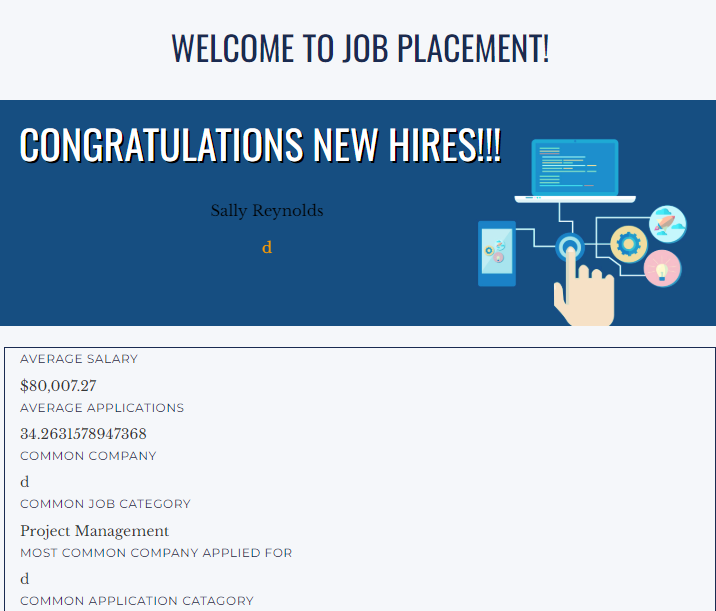 WELCOME TO JOB PLACEMENT!
CONGRATULATIONS NEW HIRES!!!
Sally Reynolds
d
AVERAGE SALARY
$80,007.27
AVERAGE APPLICATIONS
34.2631578947368
COMMON COMPANY
d
COMMON JOB CATEGORY
Project Management
MOST COMMON COMPANY APPLIED FOR
d
COMMON APPLICATION CATAGORY